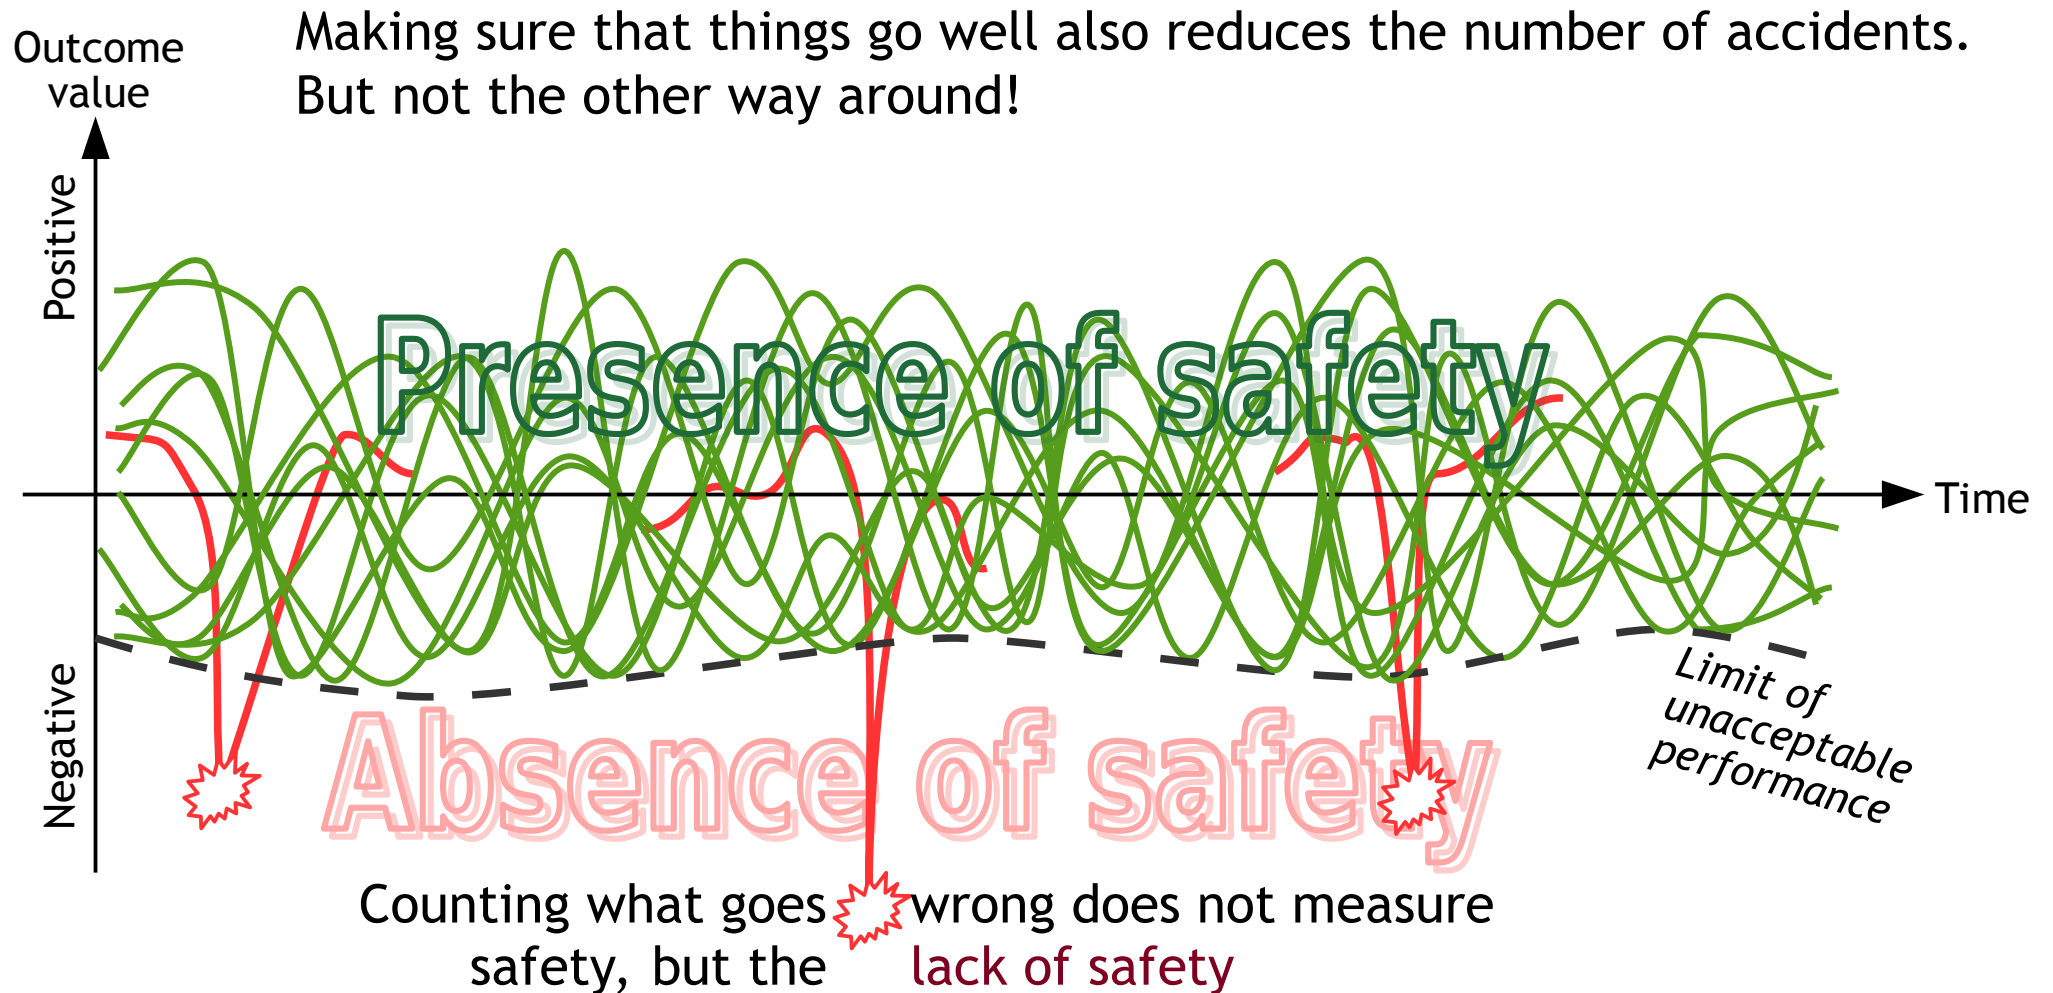 Making sure that things go well also reduces the number of accidents.
But not the other way around!
Outcome
value
Positive
Presence of safety
Time
Negative
Limit of
unacceptable
performance
Absence of safety
Counting what goes wrong does not measure
safety, but the lack of safety